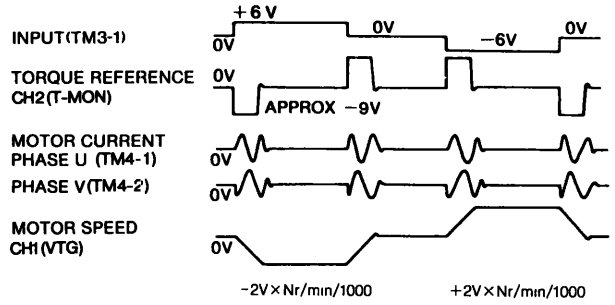 +6V
INPUT(TM3-1) 0V 0V -6V 0V
TORQUE REFERENCE 0V
CH2(T-MON) APPROX -9V
MOTOR CURRENT
PHASE U (TM4-1) 0V
PHASE V(TM4-2) 0V
MOTOR SPEED 0V
CH1(VTG)
-2V×Nr/min/1000 +2V×Nr/min/1000